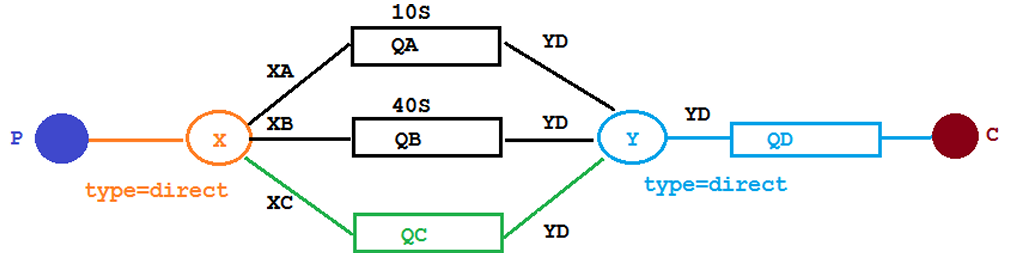 10S
QA
YD
XA
40S
XB
YD
YD
P
X
QB
Y
QD
C
type=direct
type=direct
XC
QC
YD